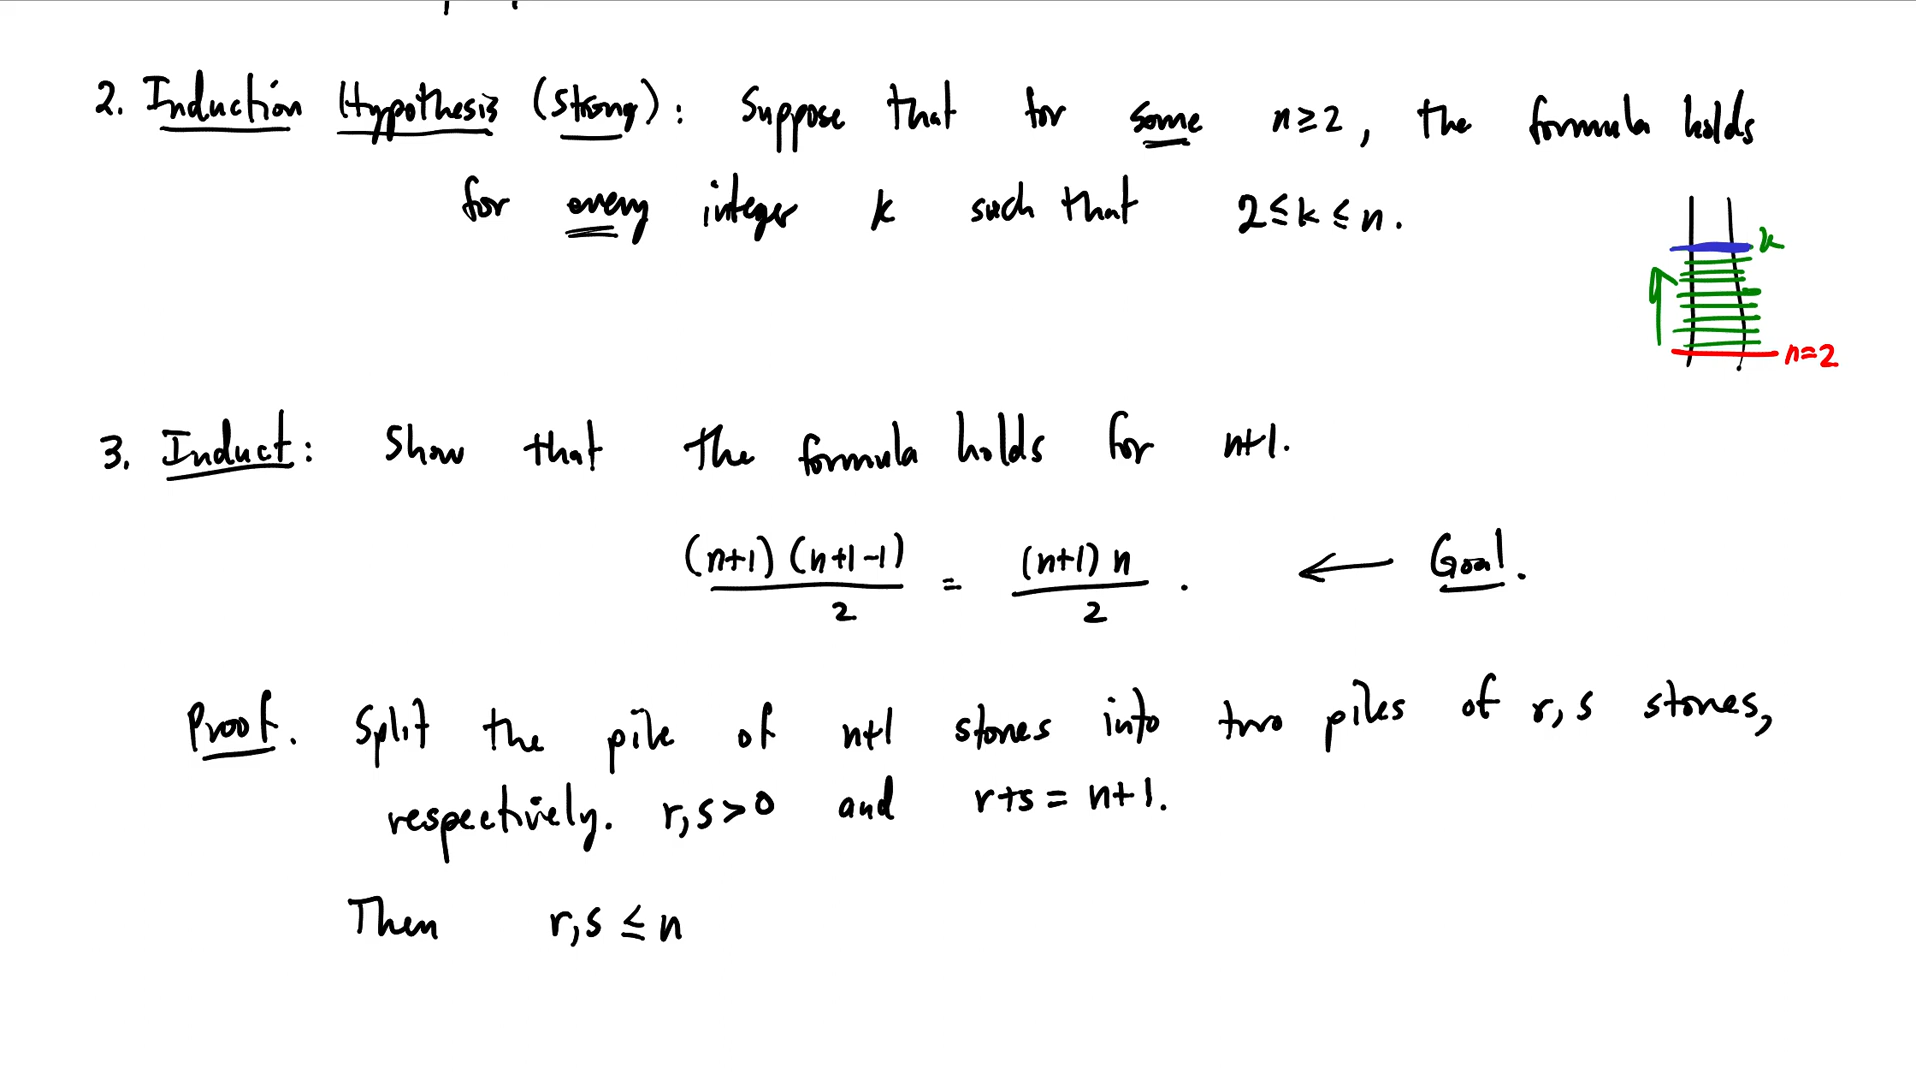 2. Induction Hypothesis (Strong): Suppose that for some n≥2, the formula holds
for every integer k such that 2≤k≤n.
k
n=2
3. Induct: Show that the formula holds for n+1.
(n+1)(n+1-1)/2 = (n+1)n/2. ← Goal.
Proof. Split the pile of n+1 stones into two piles of r,s stones,
respectively. r,s>0 and r+s=n+1.
Then r,s≤n